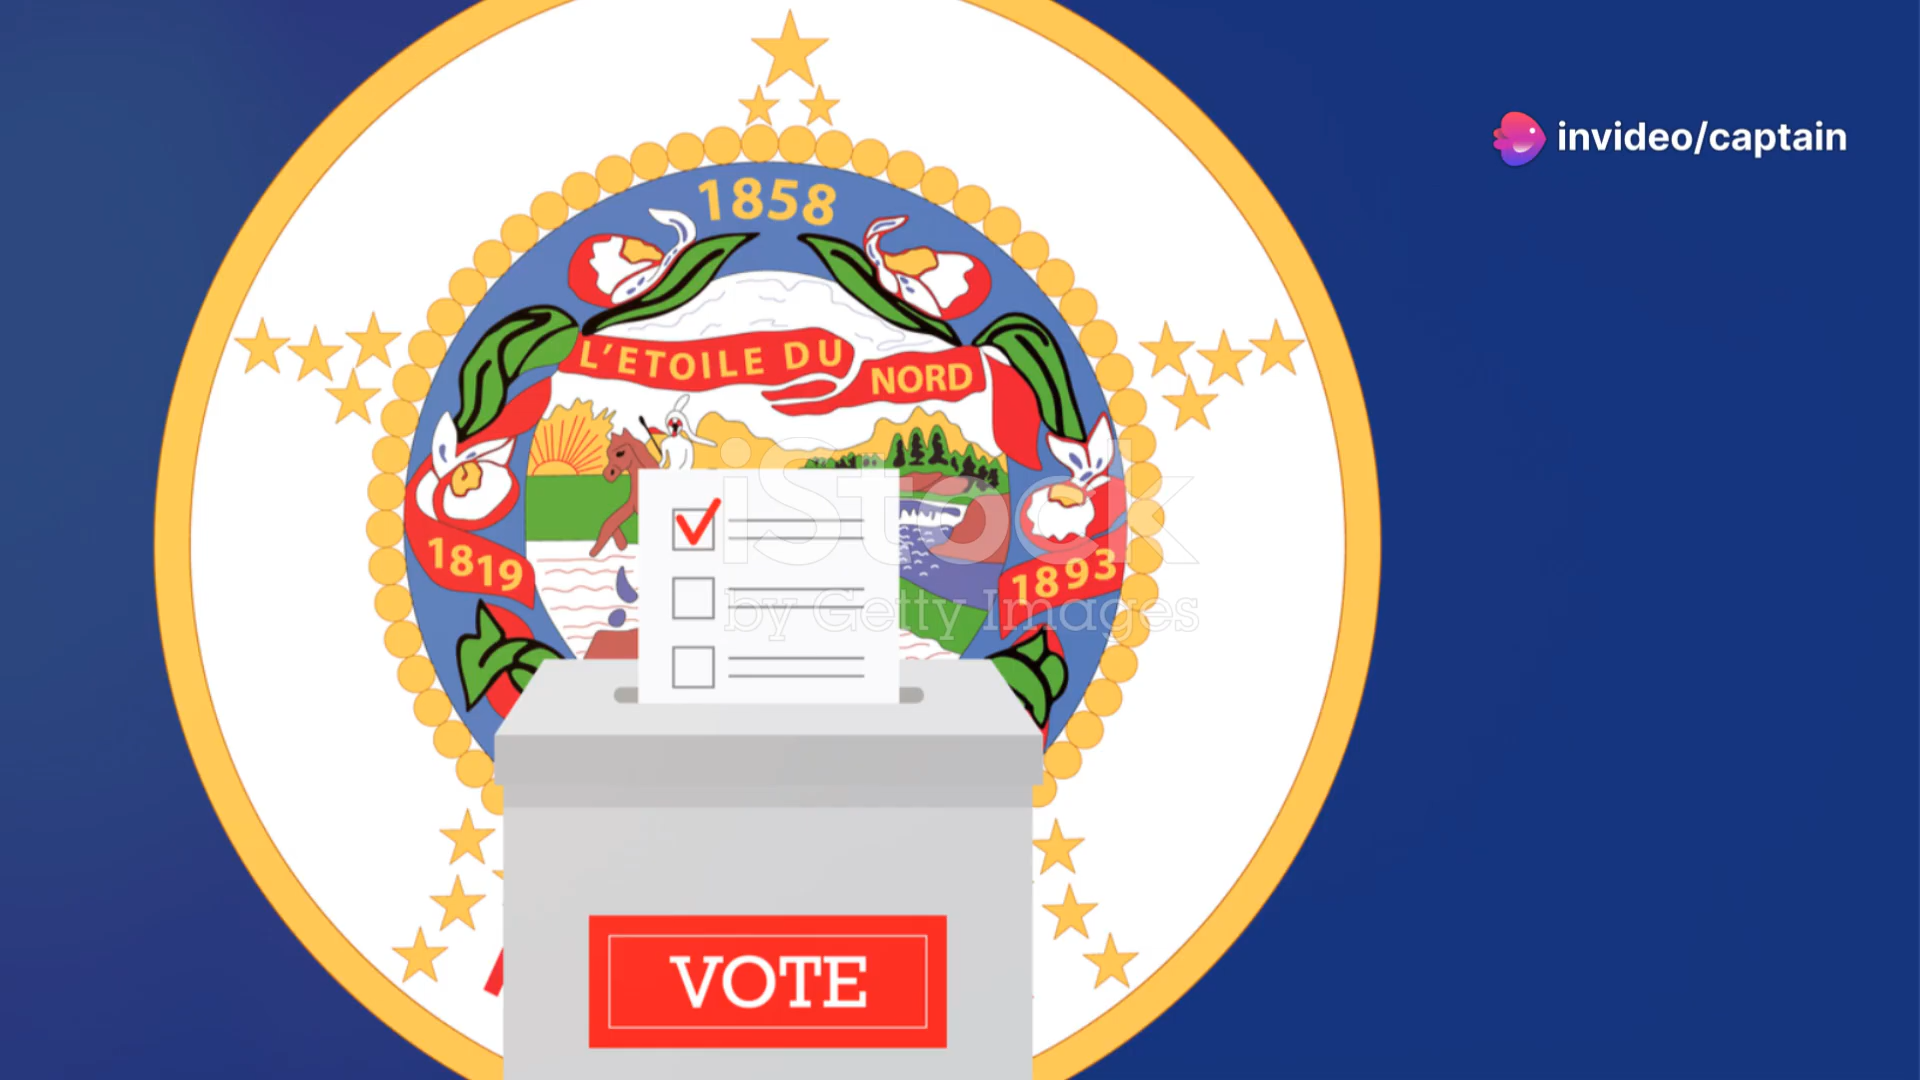 invideo/captain
1858
L'ETOILE DU NORD
1819
1893
iStock
by Getty Images
VOTE